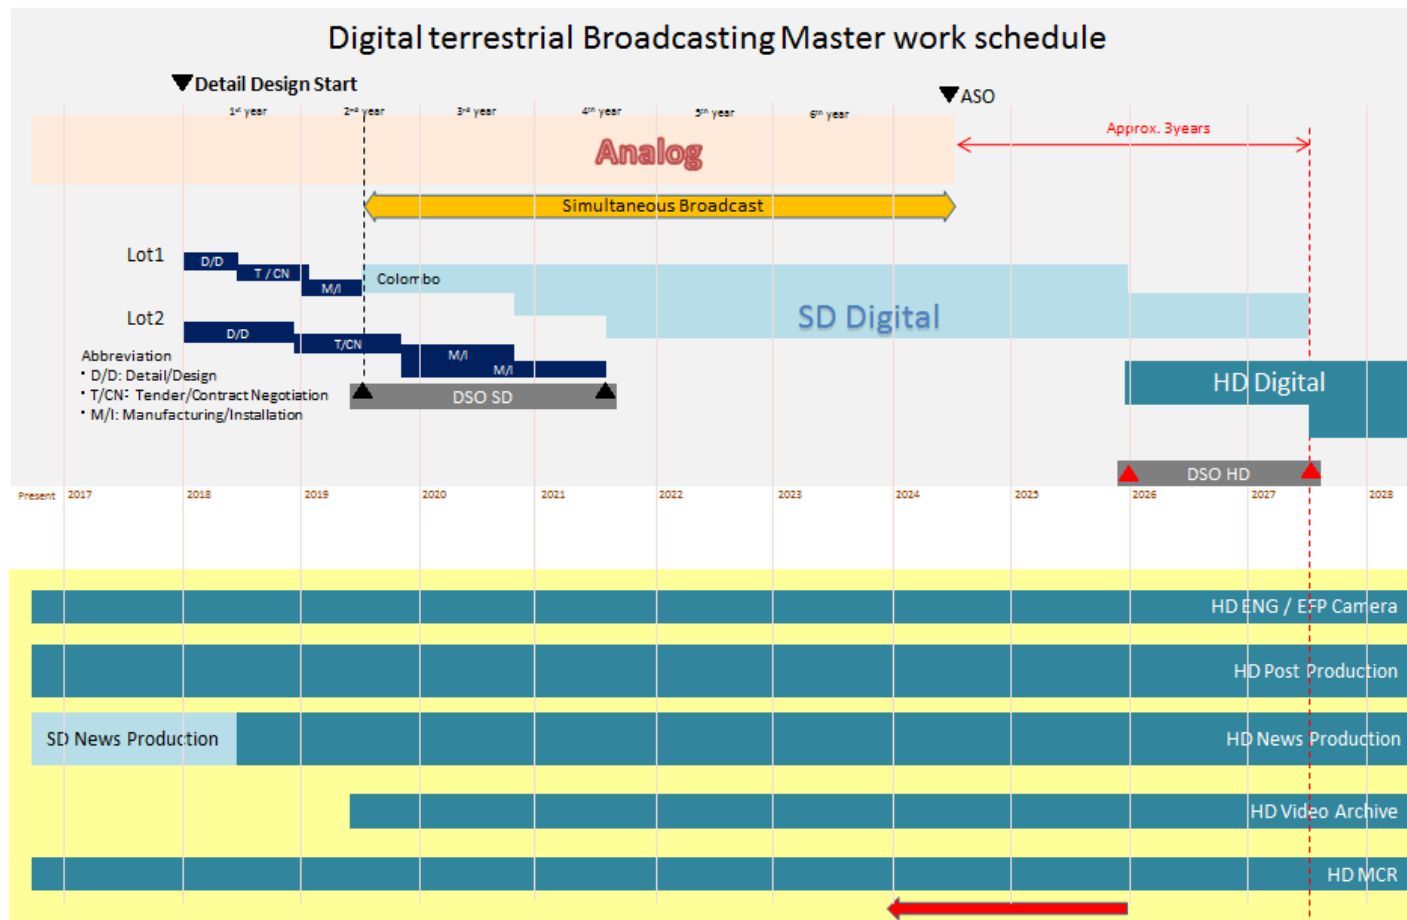 Digital terrestrial Broadcasting Master work schedule
▼Detail Design Start
▼ASO
1st year
2nd year
3rd year
4th year
5th year
6th year
Approx. 3years
Analog
Simultaneous Broadcast
Lot1
D/D
T / CN
M/I
Colombo
SD Digital
Lot2
D/D
T/CN
M/I
M/I
Abbreviation
・D/D: Detail/Design
・T/CN: Tender/Contract Negotiation
・M/I: Manufacturing/Installation
DSO SD
HD Digital
DSO HD
Present 2017 2018 2019 2020 2021 2022 2023 2024 2025 2026 2027 2028
HD ENG / EFP Camera
HD Post Production
SD News Production
HD News Production
HD Video Archive
HD MCR